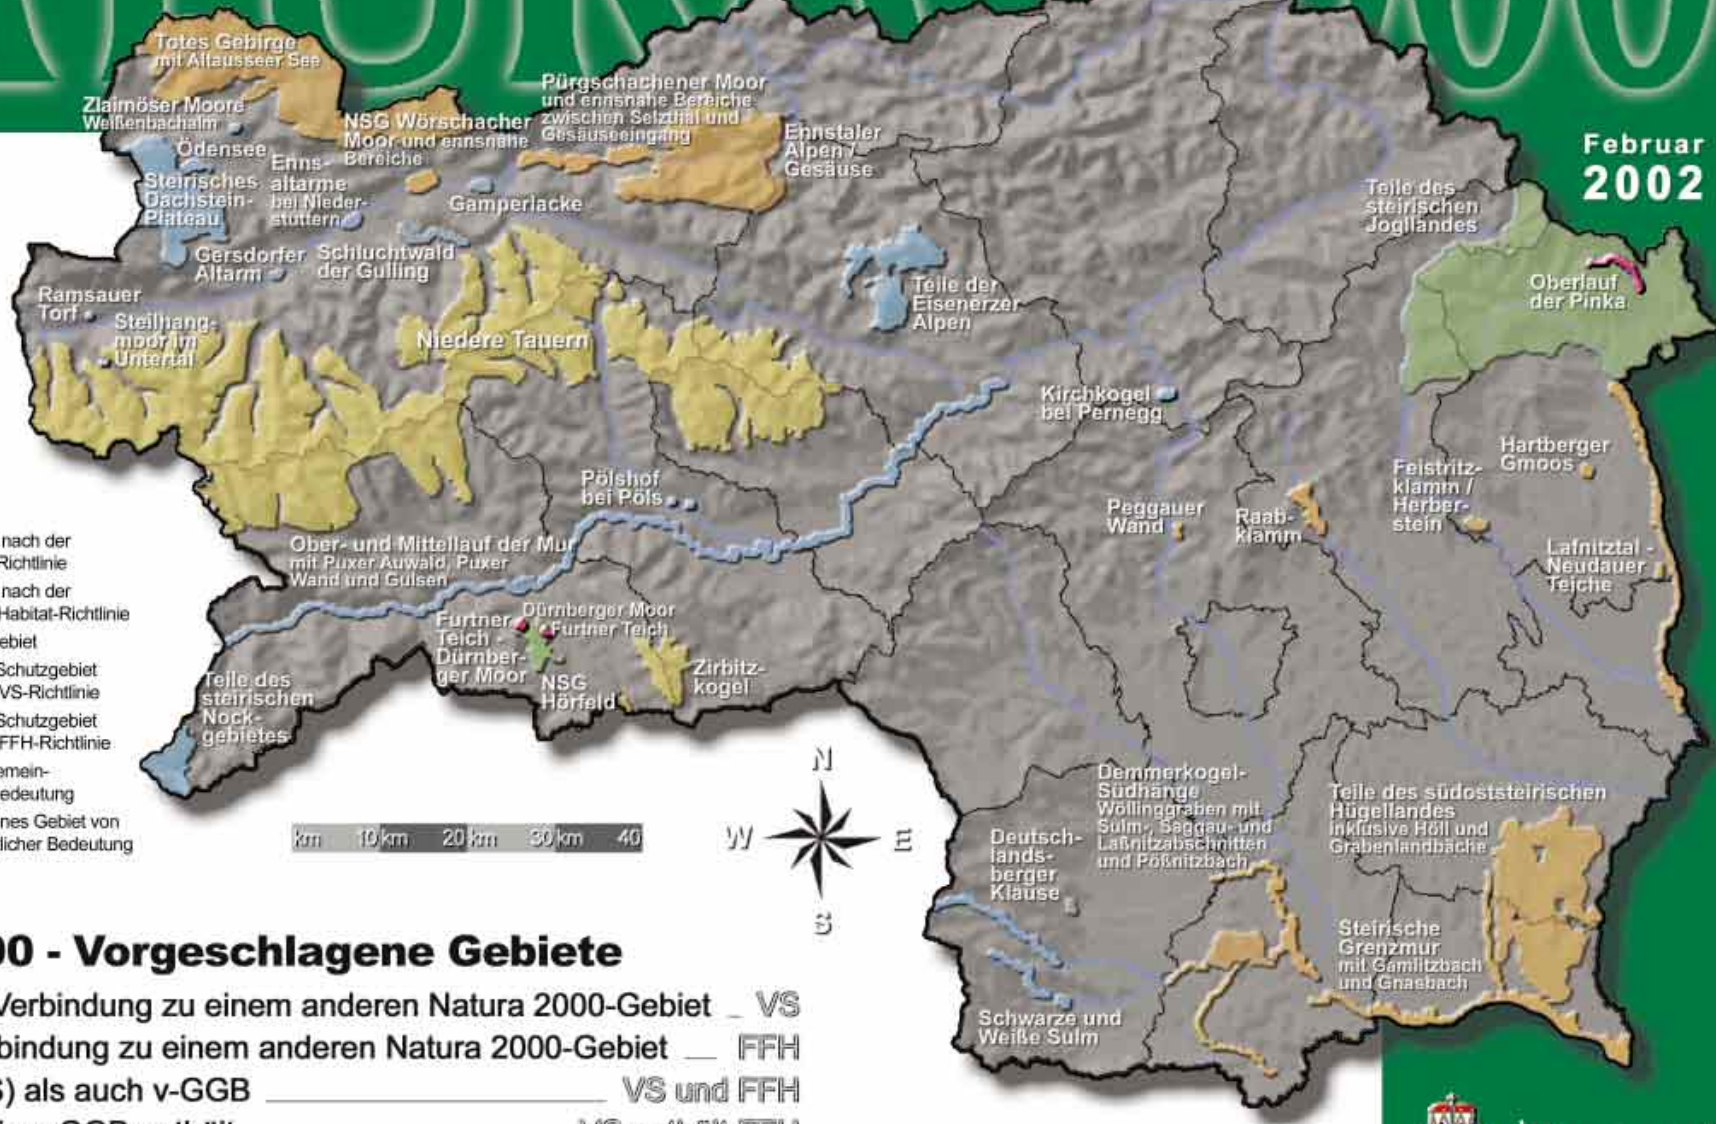 Februar
2002
Totes Gebirge
mit Altausseer See
Zlaimöser Moore
Weißenbachalm
Ödensee
Steirisches
Dachstein-
Plateau
Enns-
altarme
bei Nieder-
stuttern
NSG Wörschacher
Moor und ennsnahe
Bereiche
Pürgschachener Moor
und ennsnahe Bereiche
zwischen Selzthal und
Gesäuseeingang
Ennstaler
Alpen /
Gesäuse
Gamperlacke
Gersdorfer
Altarm
Schluchtwald
der Gulling
Ramsauer
Torf
Steilhang-
moor im
Untertal
Niedere Tauern
Teile der
Eisenerzer
Alpen
Teile des
steirischen
Jogllandes
Oberlauf
der Pinka
Kirchkogel
bei Pernegg
Hartberger
Gmoos
Feistritz-
klamm /
Herber-
stein
Pölshof
bei Pöls
Peggauer
Wand
Raab-
klamm
Lafnitztal -
Neudauer
Teiche
Ober- und Mittellauf der Mur
mit Puxer Auwald, Puxer
Wand und Gulsen
Furtner
Teich -
Dürnber-
ger Moor
Dürnberger Moor
Furtner Teich
NSG
Hörfeld
Zirbitz-
kogel
Teile des
steirischen
Nock-
gebietes
nach der
Richtlinie
nach der
Habitat-Richtlinie
ebiet
Schutzgebiet
VS-Richtlinie
Schutzgebiet
FFH-Richtlinie
emein-
edeutung
nes Gebiet von
licher Bedeutung
km 10 km 20 km 30 km 40
N
W E
S
Demmerkogel-
Südhänge
Wöllinggraben mit
Sulm-, Saggau- und
Laßnitzabschnitten
und Pößnitzbach
Deutsch-
lands-
berger
Klause
Teile des südoststeirischen
Hügellandes
inklusive Höll und
Grabenlandbäche
Steirische
Grenzmur
mit Gamlitzbach
und Gnasbach
Schwarze und
Weiße Sulm
00 - Vorgeschlagene Gebiete
Verbindung zu einem anderen Natura 2000-Gebiet _ VS
bindung zu einem anderen Natura 2000-Gebiet __ FFH
S) als auch v-GGB ____ VS und FFH